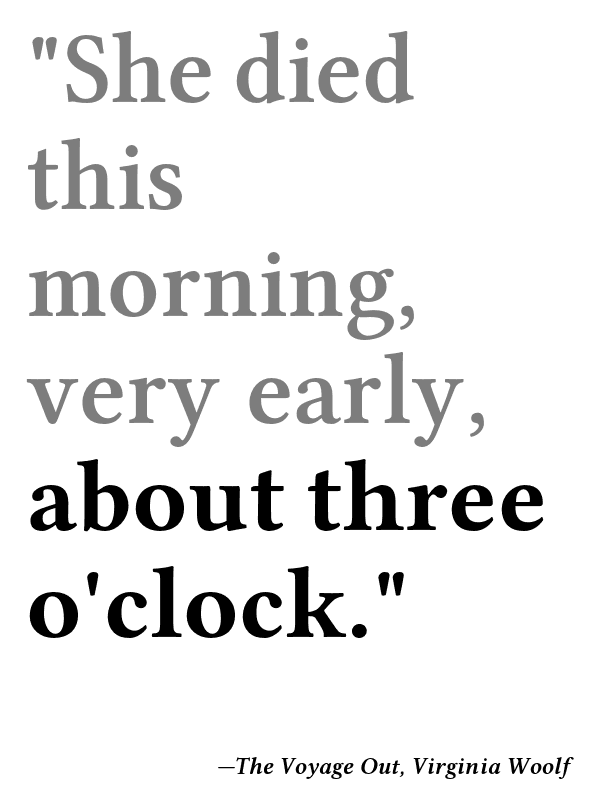 "She died
this
morning,
very early,
about three
o'clock."
—The Voyage Out, Virginia Woolf